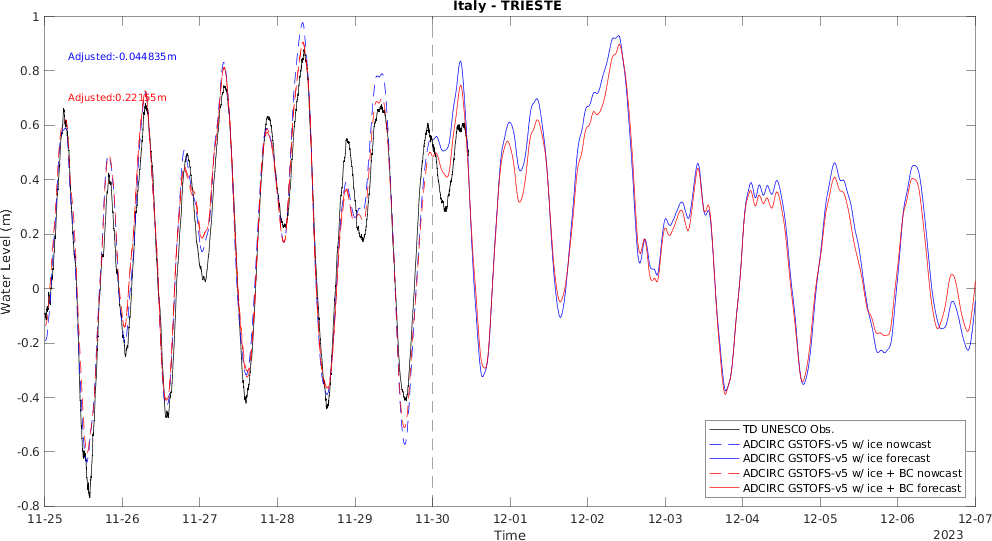 Italy - TRIESTE
Adjusted:-0.044835m
Adjusted:0.22155m
Water Level (m)
1
0.8
0.6
0.4
0.2
0
-0.2
-0.4
-0.6
-0.8
TD UNESCO Obs.
ADCIRC GSTOFS-v5 w/ ice nowcast
ADCIRC GSTOFS-v5 w/ ice forecast
ADCIRC GSTOFS-v5 w/ ice + BC nowcast
ADCIRC GSTOFS-v5 w/ ice + BC forecast
11-25 11-26 11-27 11-28 11-29 11-30 12-01 12-02 12-03 12-04 12-05 12-06 12-07
Time
2023